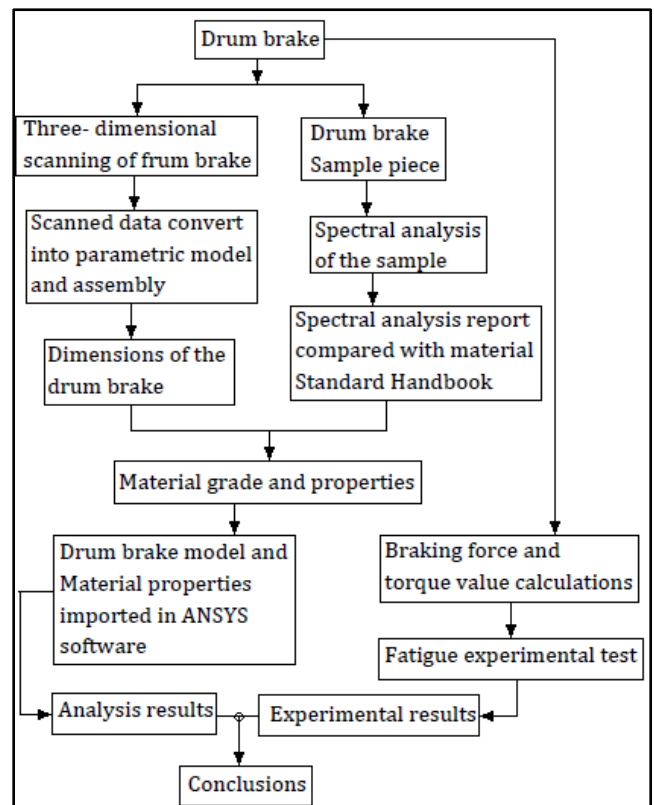 Drum brake
Three- dimensional
scanning of frum brake
Drum brake
Sample piece
Scanned data convert
into parametric model
and assembly
Spectral analysis
of the sample
Dimensions of the
drum brake
Spectral analysis report
compared with material
Standard Handbook
Material grade and properties
Drum brake model and
Material properties
imported in ANSYS
software
Braking force and
torque value calculations
Fatigue experimental test
Analysis results
Experimental results
Conclusions